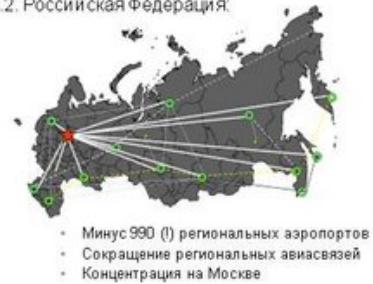 .2. Российская Федерация:
Минус 990 (!) региональных аэропортов
Сокращение региональных авиасвязей
Концентрация на Москве